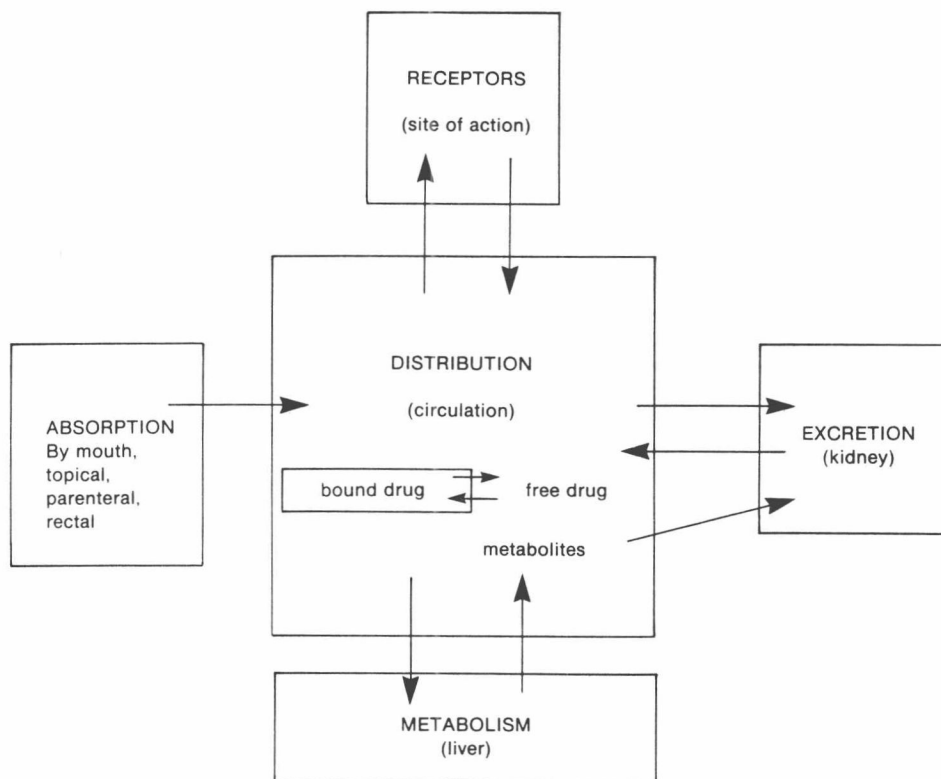 RECEPTORS
(site of action)
DISTRIBUTION
(circulation)
ABSORPTION
By mouth,
topical,
parenteral,
rectal
bound drug
free drug
metabolites
EXCRETION
(kidney)
METABOLISM
(liver)